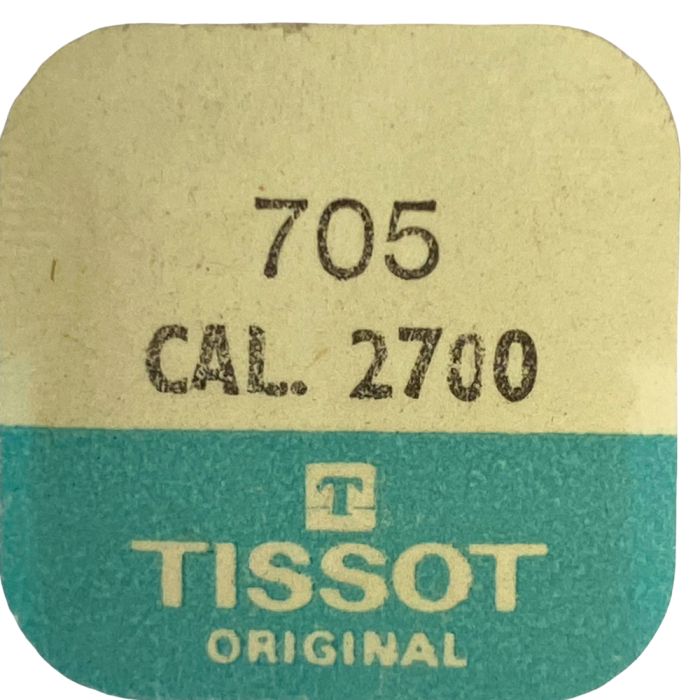 705
CAL. 2700
T
TISSOT
ORIGINAL